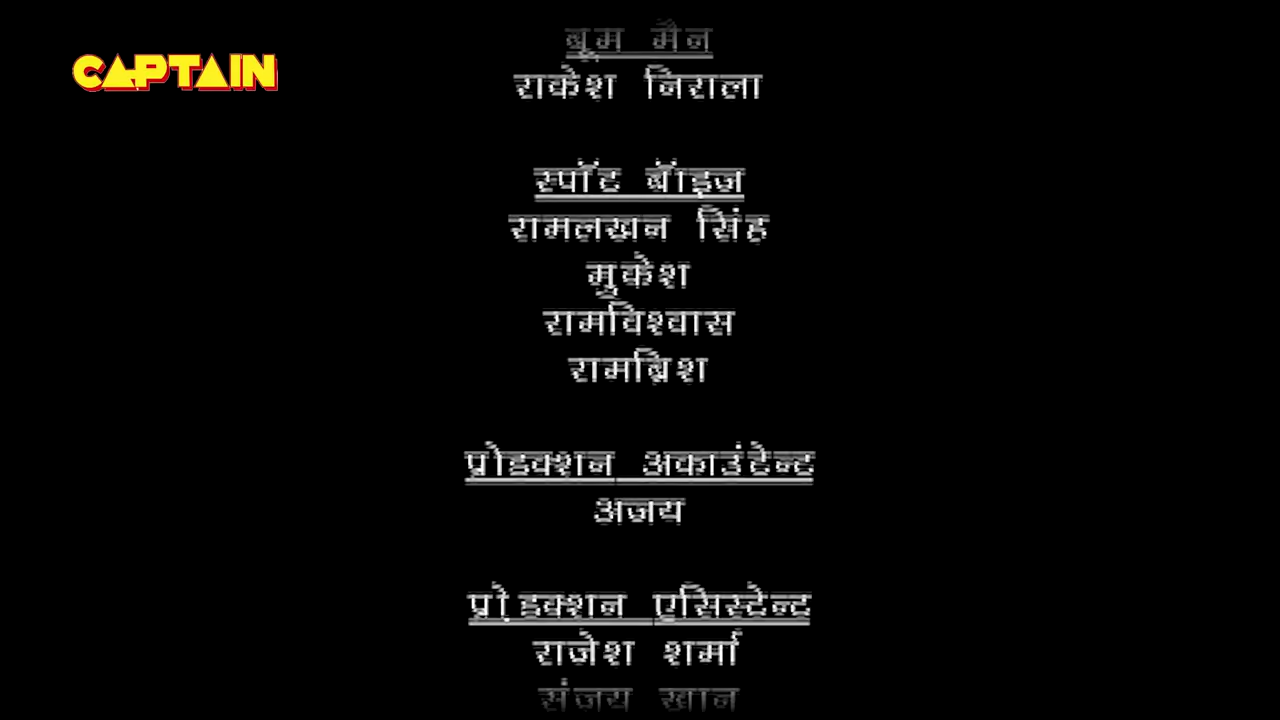 CAPTAIN
बूम मैन
राकेश निराला
स्पॉट बॉइज
रामलखन सिंह
मुकेश
रामविश्वास
रामब्रिश
प्रोडक्शन अकाउंटेन्ट
अजय
प्रोडक्शन एसिस्टेन्ट
राजेश शर्मा
संजय खान